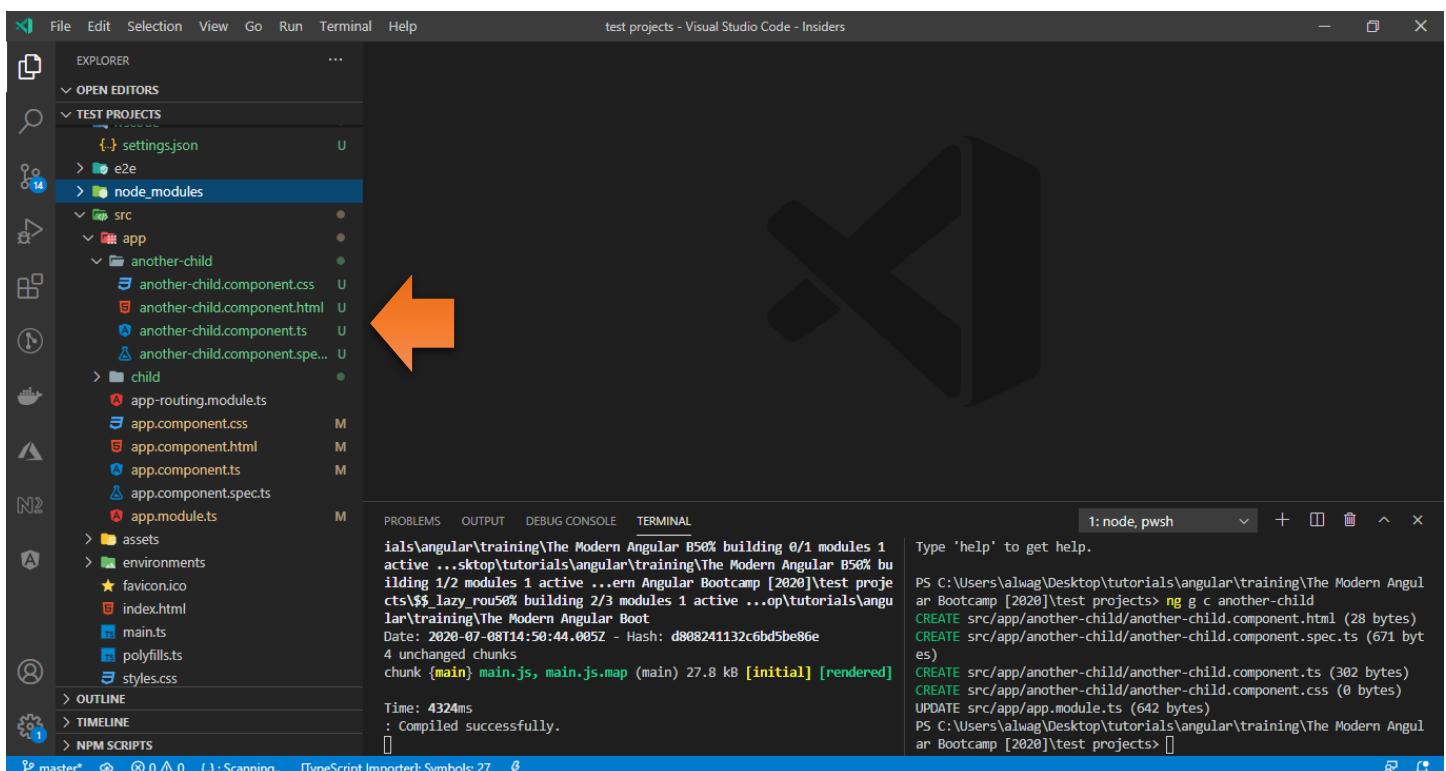 File Edit Selection View Go Run Terminal Help
test projects - Visual Studio Code - Insiders
EXPLORER
OPEN EDITORS
TEST PROJECTS
settings.json U
e2e
node_modules
src
app
another-child
another-child.component.css U
another-child.component.html U
another-child.component.ts U
another-child.component.spe... U
child
app-routing.module.ts
app.component.css M
app.component.html M
app.component.ts M
app.component.spec.ts
app.module.ts M
assets
environments
favicon.ico
index.html
main.ts
polyfills.ts
styles.css
OUTLINE
TIMELINE
NPM SCRIPTS
14
1
PROBLEMS OUTPUT DEBUG CONSOLE TERMINAL
1: node, pwsh
ials\angular\training\The Modern Angular B50% building 0/1 modules 1
active ...sktop\tutorials\angular\training\The Modern Angular B50% bu
ilding 1/2 modules 1 active ...ern Angular Bootcamp [2020]\test proje
cts\$$_lazy_rou50% building 2/3 modules 1 active ...op\tutorials\angu
lar\training\The Modern Angular Boot
Date: 2020-07-08T14:50:44.005Z - Hash: d808241132c6bd5be86e
4 unchanged chunks
chunk {main} main.js, main.js.map (main) 27.8 kB [initial] [rendered]
Time: 4324ms
: Compiled successfully.
Type 'help' to get help.
PS C:\Users\alwag\Desktop\tutorials\angular\training\The Modern Angul
ar Bootcamp [2020]\test projects> ng g c another-child
CREATE src/app/another-child/another-child.component.html (28 bytes)
CREATE src/app/another-child/another-child.component.spec.ts (671 byt
es)
CREATE src/app/another-child/another-child.component.ts (302 bytes)
CREATE src/app/another-child/another-child.component.css (0 bytes)
UPDATE src/app/app.module.ts (642 bytes)
PS C:\Users\alwag\Desktop\tutorials\angular\training\The Modern Angul
ar Bootcamp [2020]\test projects>
master* 0 0 {.} : Scanning.. [TypeScript Importer]: Symbols: 27